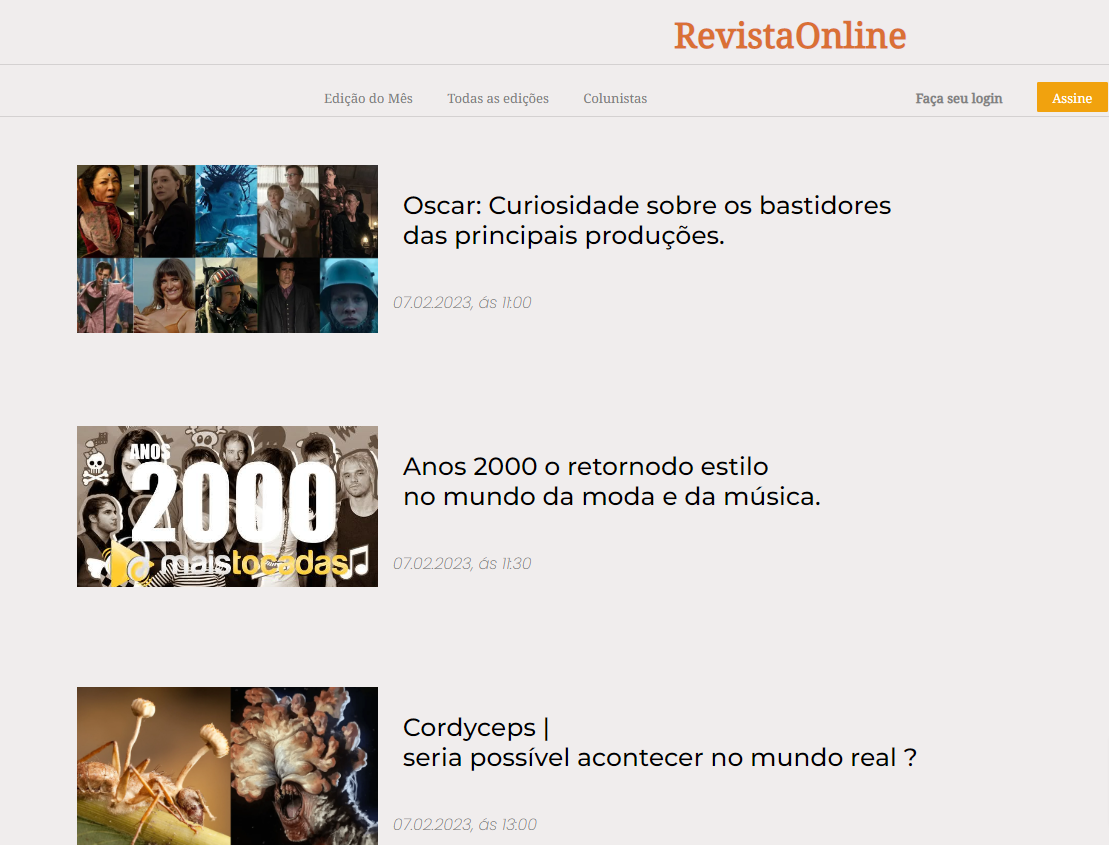 RevistaOnline
Edição do Mês
Todas as edições
Colunistas
Faça seu login
Assine
Oscar: Curiosidade sobre os bastidores
das principais produções.
07.02.2023, ás 11:00
ANOS
2000
maistocadas
Anos 2000 o retornodo estilo
no mundo da moda e da música.
07.02.2023, ás 11:30
Cordyceps |
seria possível acontecer no mundo real ?
07.02.2023, ás 13:00